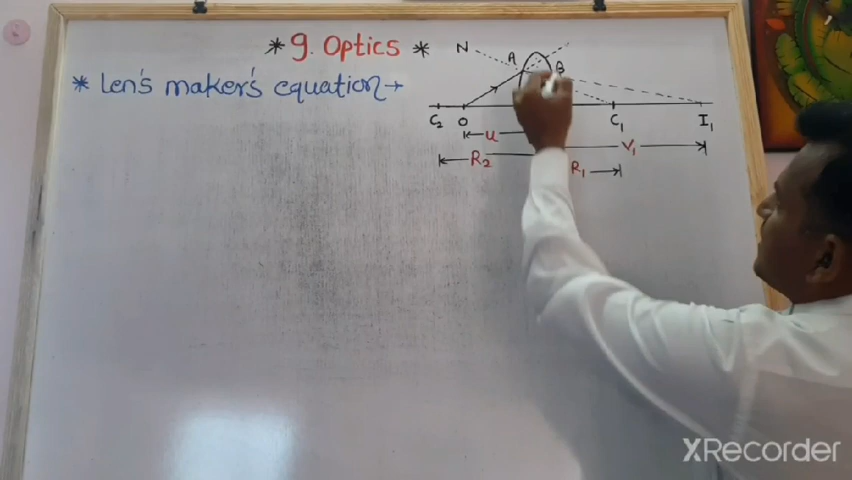 * 9. Optics *
* Len's maker's equation →
N
A
B
C₂ O C₁ I₁
u
V₁
R₂
R₁
XRecorder